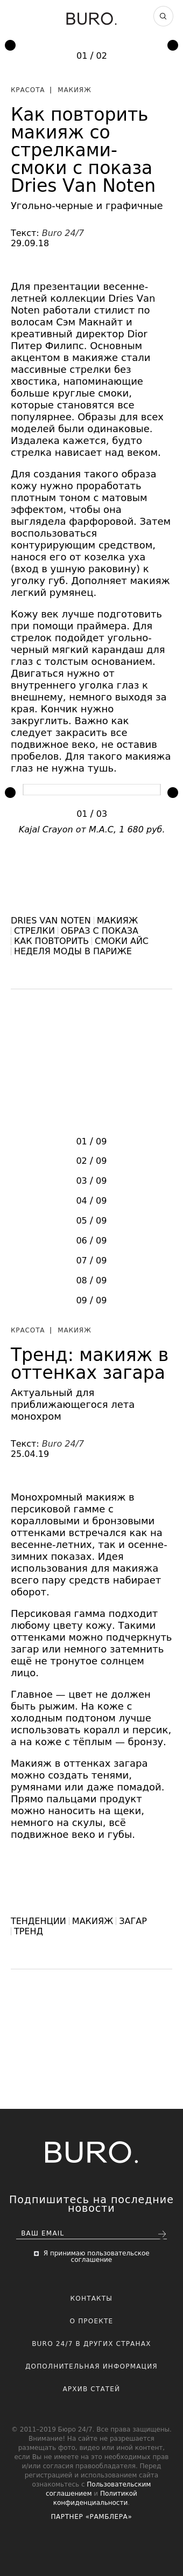 BURO.
01 / 02
КРАСОТА | МАКИЯЖ
Как повторить
макияж со
стрелками-
смоки с показа
Dries Van Noten
Угольно-черные и графичные
Текст: Buro 24/7
29.09.18
Для презентации весенне-
летней коллекции Dries Van
Noten работали стилист по
волосам Сэм Макнайт и
креативный директор Dior
Питер Филипс. Основным
акцентом в макияже стали
массивные стрелки без
хвостика, напоминающие
больше круглые смоки,
которые становятся все
популярнее. Образы для всех
моделей были одинаковые.
Издалека кажется, будто
стрелка нависает над веком.
Для создания такого образа
кожу нужно проработать
плотным тоном с матовым
эффектом, чтобы она
выглядела фарфоровой. Затем
воспользоваться
контурирующим средством,
нанося его от козелка уха
(вход в ушную раковину) к
уголку губ. Дополняет макияж
легкий румянец.
Кожу век лучше подготовить
при помощи праймера. Для
стрелок подойдет угольно-
черный мягкий карандаш для
глаз с толстым основанием.
Двигаться нужно от
внутреннего уголка глаз к
внешнему, немного выходя за
края. Кончик нужно
закруглить. Важно как
следует закрасить все
подвижное веко, не оставив
пробелов. Для такого макияжа
глаз не нужна тушь.
01 / 03
Kajal Crayon от M.A.C, 1 680 руб.
DRIES VAN NOTEN | МАКИЯЖ
| СТРЕЛКИ | ОБРАЗ С ПОКАЗА
| КАК ПОВТОРИТЬ | СМОКИ АЙС
| НЕДЕЛЯ МОДЫ В ПАРИЖЕ
01 / 09
02 / 09
03 / 09
04 / 09
05 / 09
06 / 09
07 / 09
08 / 09
09 / 09
КРАСОТА | МАКИЯЖ
Тренд: макияж в
оттенках загара
Актуальный для
приближающегося лета
монохром
Текст: Buro 24/7
25.04.19
Монохромный макияж в
персиковой гамме с
коралловыми и бронзовыми
оттенками встречался как на
весенне-летних, так и осенне-
зимних показах. Идея
использования для макияжа
всего пару средств набирает
оборот.
Персиковая гамма подходит
любому цвету кожу. Такими
оттенками можно подчеркнуть
загар или немного затемнить
ещё не тронутое солнцем
лицо.
Главное — цвет не должен
быть рыжим. На коже с
холодным подтоном лучше
использовать коралл и персик,
а на коже с тёплым — бронзу.
Макияж в оттенках загара
можно создать тенями,
румянами или даже помадой.
Прямо пальцами продукт
можно наносить на щеки,
немного на скулы, всё
подвижное веко и губы.
ТЕНДЕНЦИИ | МАКИЯЖ | ЗАГАР
| ТРЕНД
BURO.
Подпишитесь на последние
новости
ВАШ EMAIL
Я принимаю пользовательское
соглашение
КОНТАКТЫ
О ПРОЕКТЕ
BURO 24/7 В ДРУГИХ СТРАНАХ
ДОПОЛНИТЕЛЬНАЯ ИНФОРМАЦИЯ
АРХИВ СТАТЕЙ
© 2011–2019 Бюро 24/7. Все права защищены.
Внимание! На сайте не разрешается
размещать фото, видео или иной контент,
если Вы не имеете на это необходимых прав
и/или согласия правообладателя. Перед
регистрацией и использованием сайта
ознакомьтесь с Пользовательским
соглашением и Политикой
конфиденциальности.
ПАРТНЕР «РАМБЛЕРА»